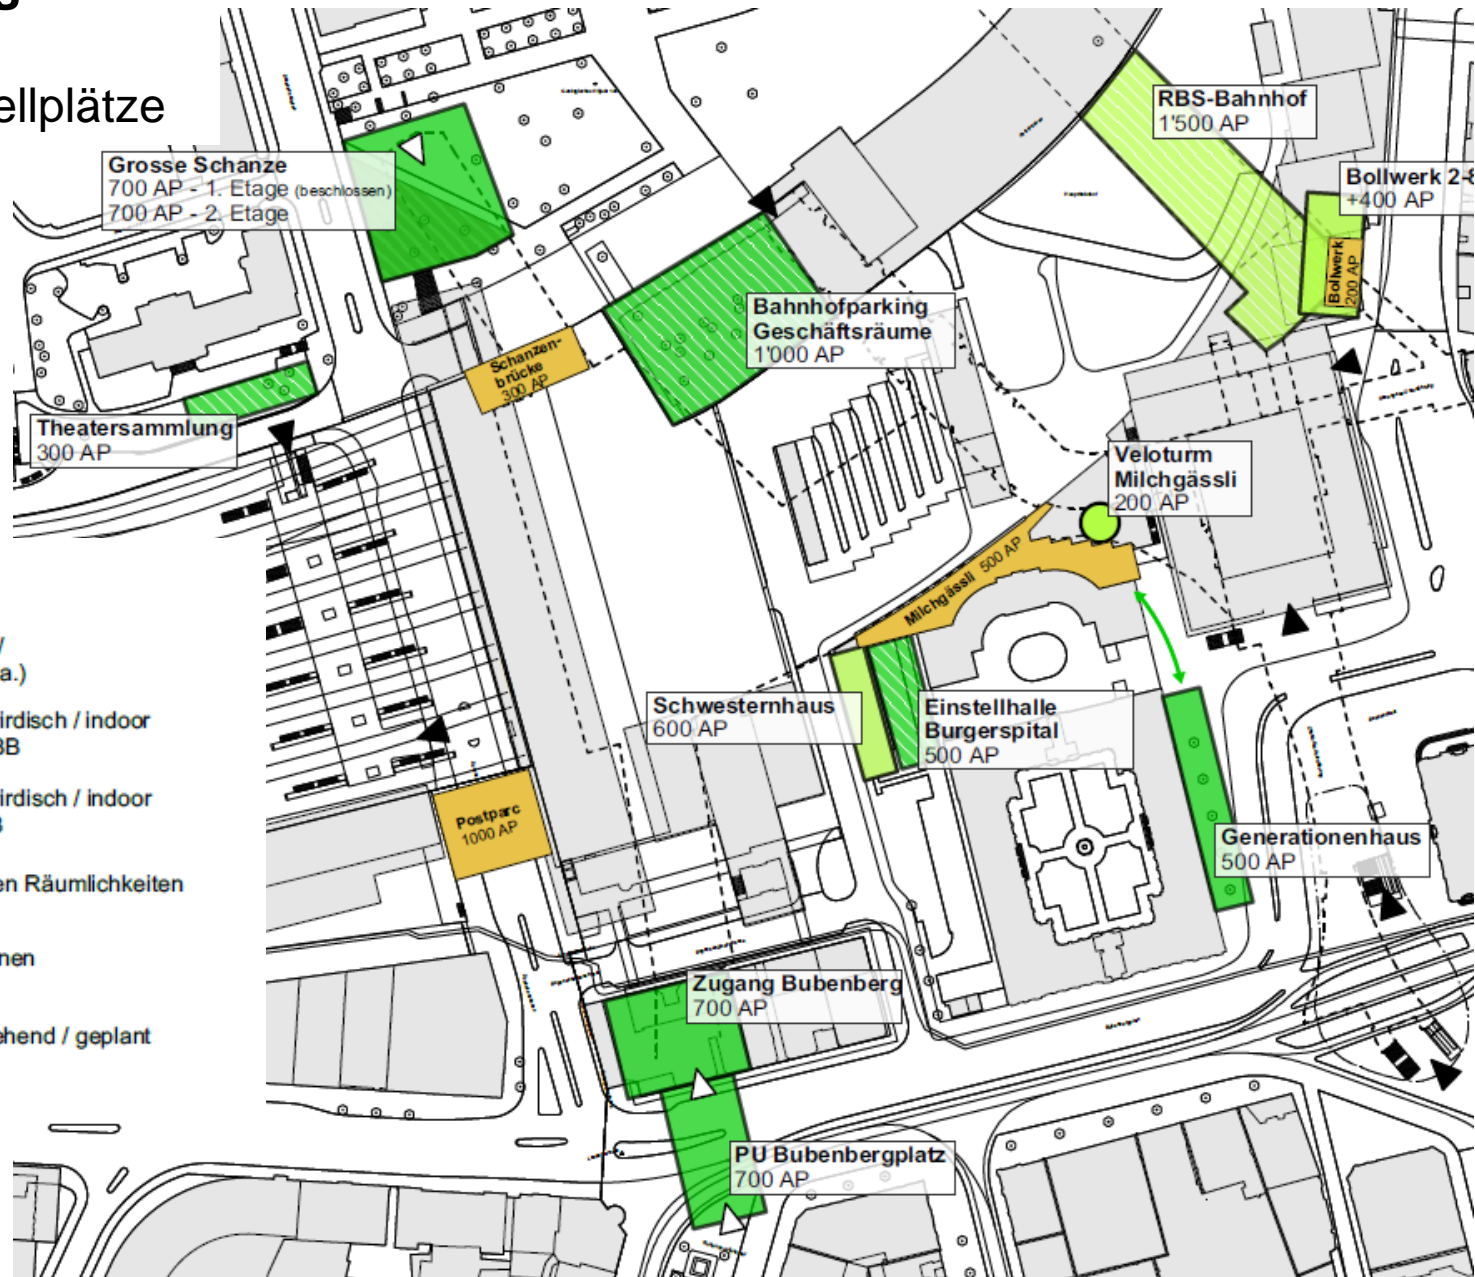 ellplätze
Grosse Schanze
700 AP - 1. Etage (beschlossen)
700 AP - 2. Etage
RBS-Bahnhof
1'500 AP
Bollwerk 2-8
+400 AP
Bollwerk
200 AP
Bahnhofparking
Geschäftsräume
1'000 AP
Schanzen-
brücke
300 AP
Theatersammlung
300 AP
Veloturm
Milchgässli
200 AP
Milchgässli 500 AP
/
a.)
irdisch / indoor
3B
irdisch / indoor
en Räumlichkeiten
nen
ehend / geplant
Schwesternhaus
600 AP
Einstellhalle
Burgerspital
500 AP
Postparc
1000 AP
Generationenhaus
500 AP
Zugang Bubenberg
700 AP
PU Bubenbergplatz
700 AP